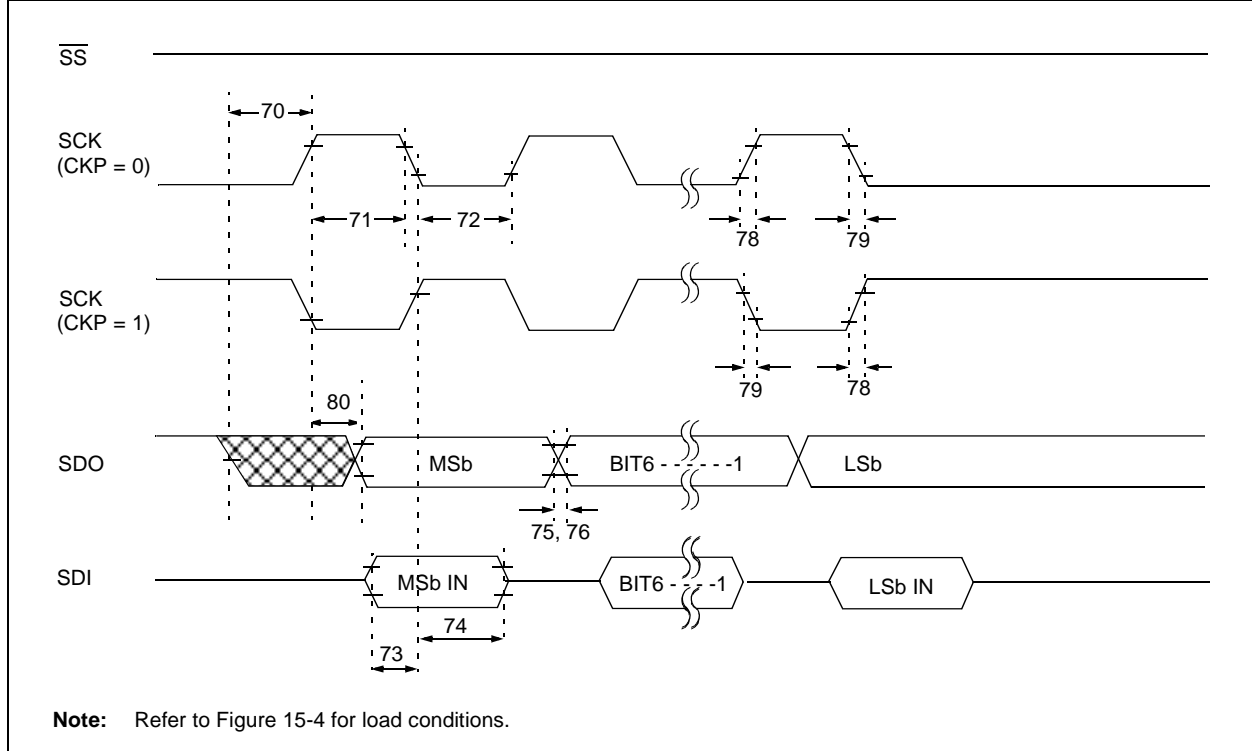 SS
70
SCK
(CKP = 0)
71
72
78
79
SCK
(CKP = 1)
79
78
80
SDO
MSb
BIT6 - - - - - -1
LSb
75, 76
SDI
MSb IN
BIT6 - - - - -1
LSb IN
74
73
Note: Refer to Figure 15-4 for load conditions.